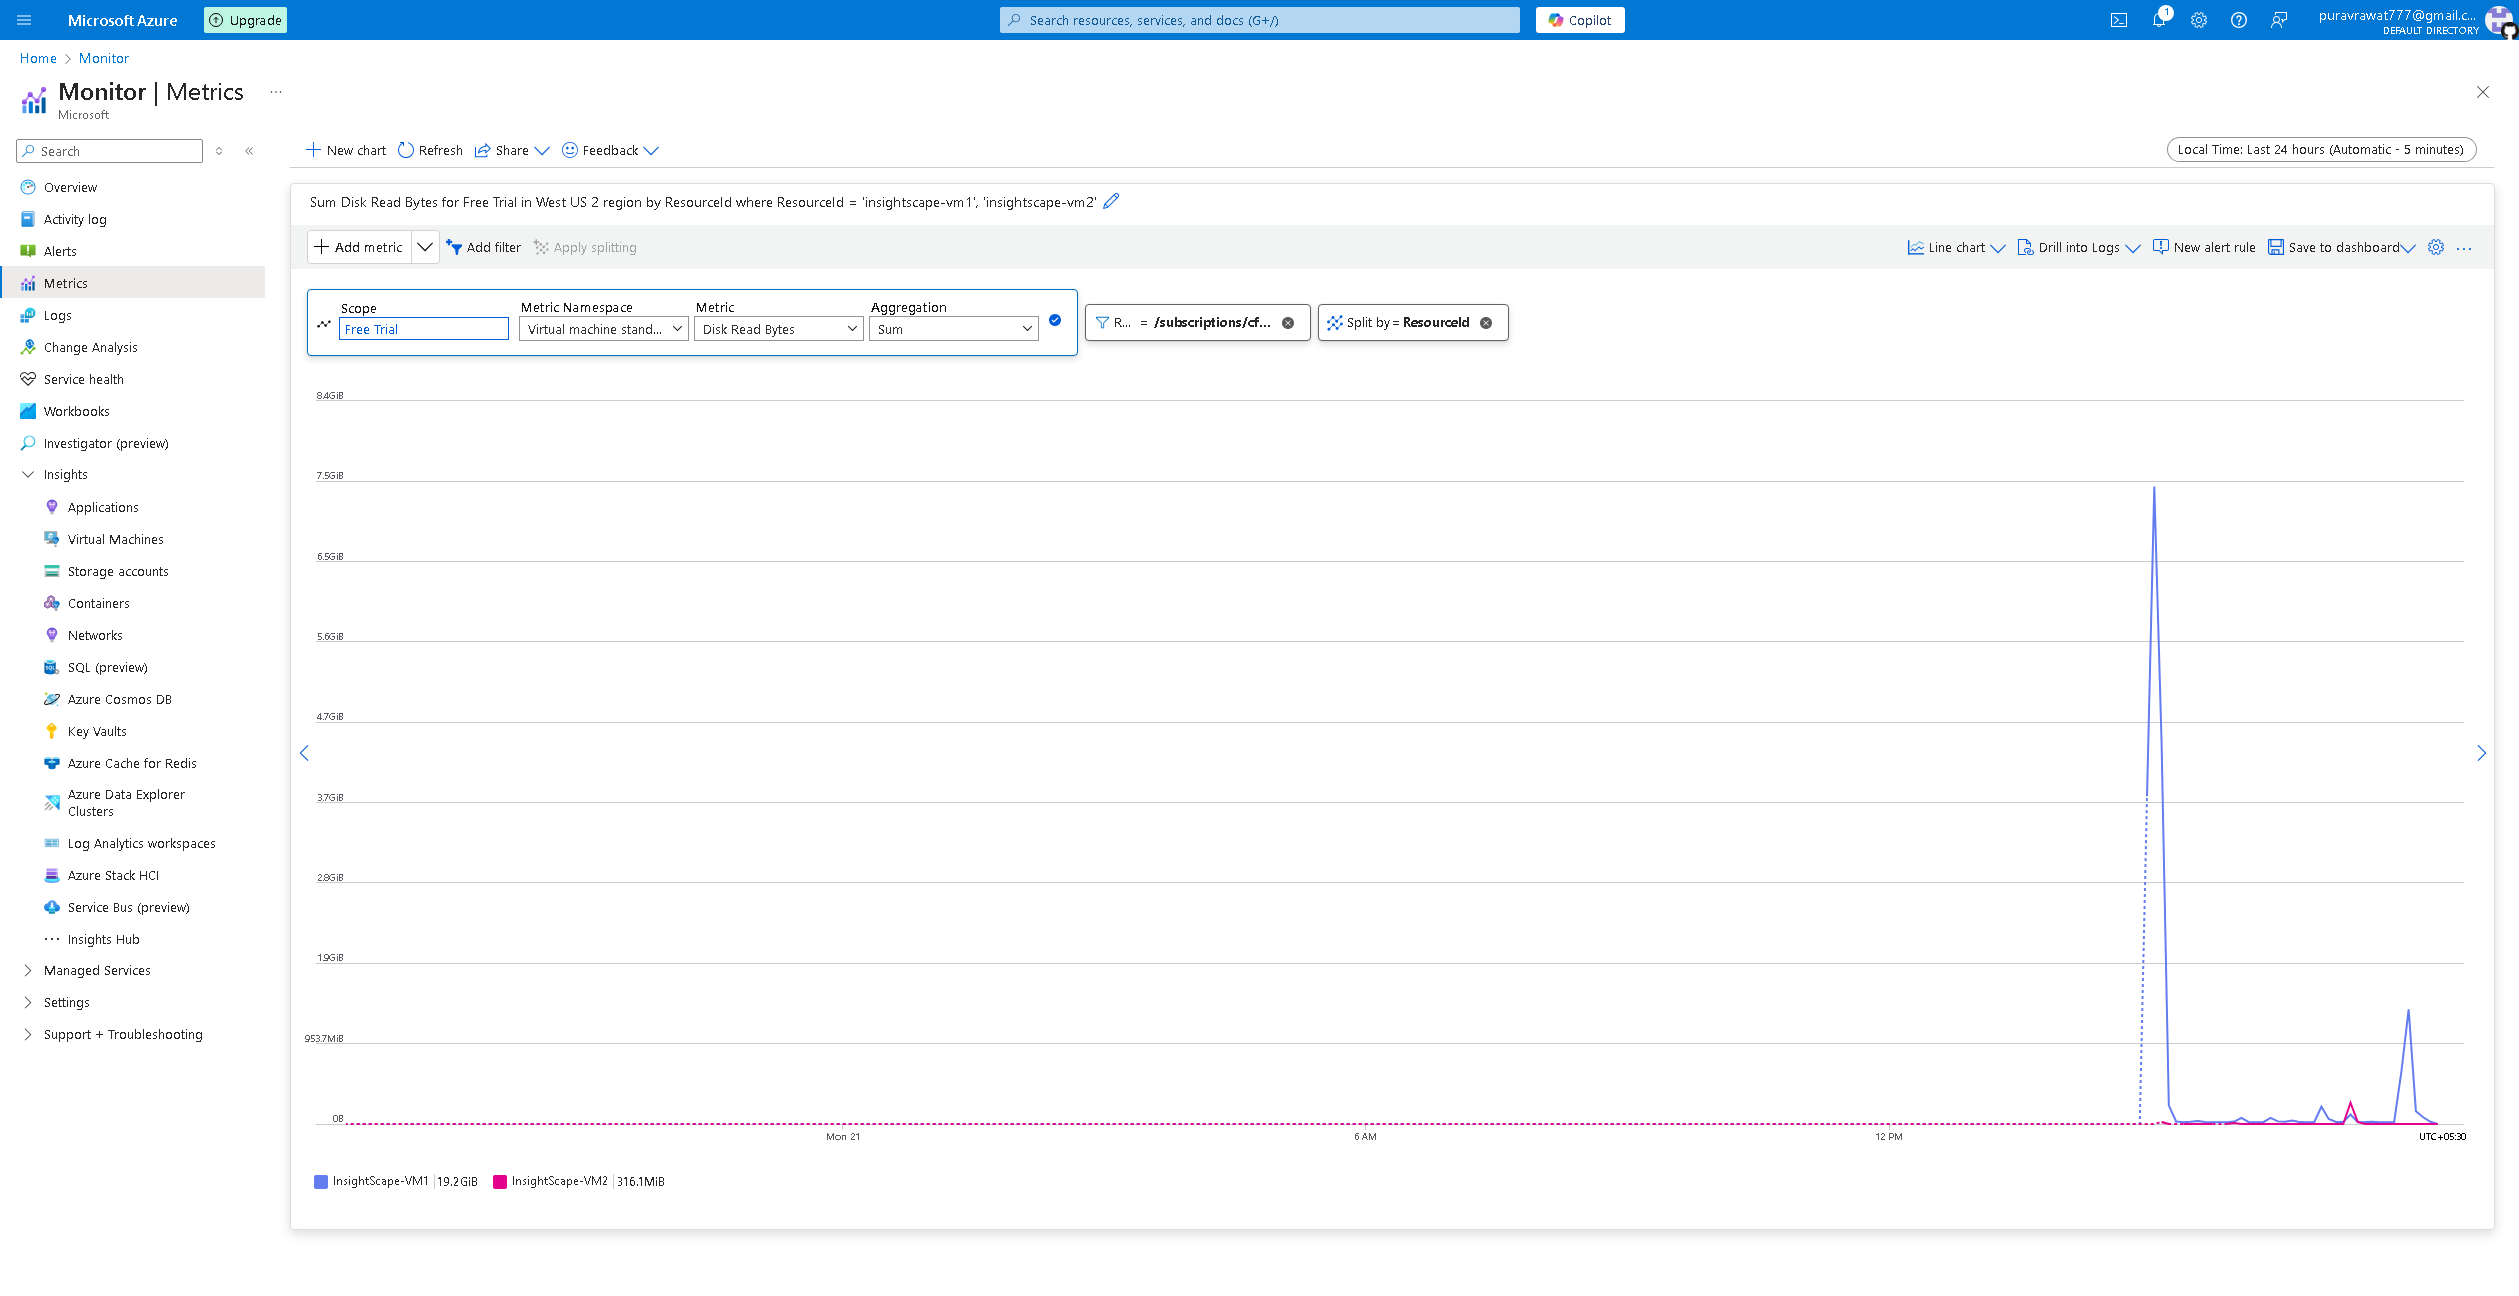 Microsoft Azure
Upgrade
Search resources, services, and docs (G+/)
Copilot
1
puravrawat777@gmail.c...
DEFAULT DIRECTORY
Home > Monitor
Monitor | Metrics ...
Microsoft
Search
Overview
Activity log
Alerts
Metrics
Logs
Change Analysis
Service health
Workbooks
Investigator (preview)
Insights
Applications
Virtual Machines
Storage accounts
Containers
Networks
SQL (preview)
Azure Cosmos DB
Key Vaults
Azure Cache for Redis
Azure Data Explorer
Clusters
Log Analytics workspaces
Azure Stack HCI
Service Bus (preview)
Insights Hub
Managed Services
Settings
Support + Troubleshooting
New chart
Refresh
Share
Feedback
Local Time: Last 24 hours (Automatic - 5 minutes)
Sum Disk Read Bytes for Free Trial in West US 2 region by ResourceId where ResourceId = 'insightscape-vm1', 'insightscape-vm2'
Add metric
Add filter
Apply splitting
Line chart
Drill into Logs
New alert rule
Save to dashboard
Scope
Free Trial
Metric Namespace
Virtual machine stand...
Metric
Disk Read Bytes
Aggregation
Sum
R... = /subscriptions/cf...
Split by = ResourceId
8.4GiB
7.5GiB
6.5GiB
5.6GiB
4.7GiB
3.7GiB
2.8GiB
1.9GiB
953.7MiB
0B
Mon 21
6 AM
12 PM
UTC+05:30
InsightScape-VM1 | 19.2GiB
InsightScape-VM2 | 316.1MiB